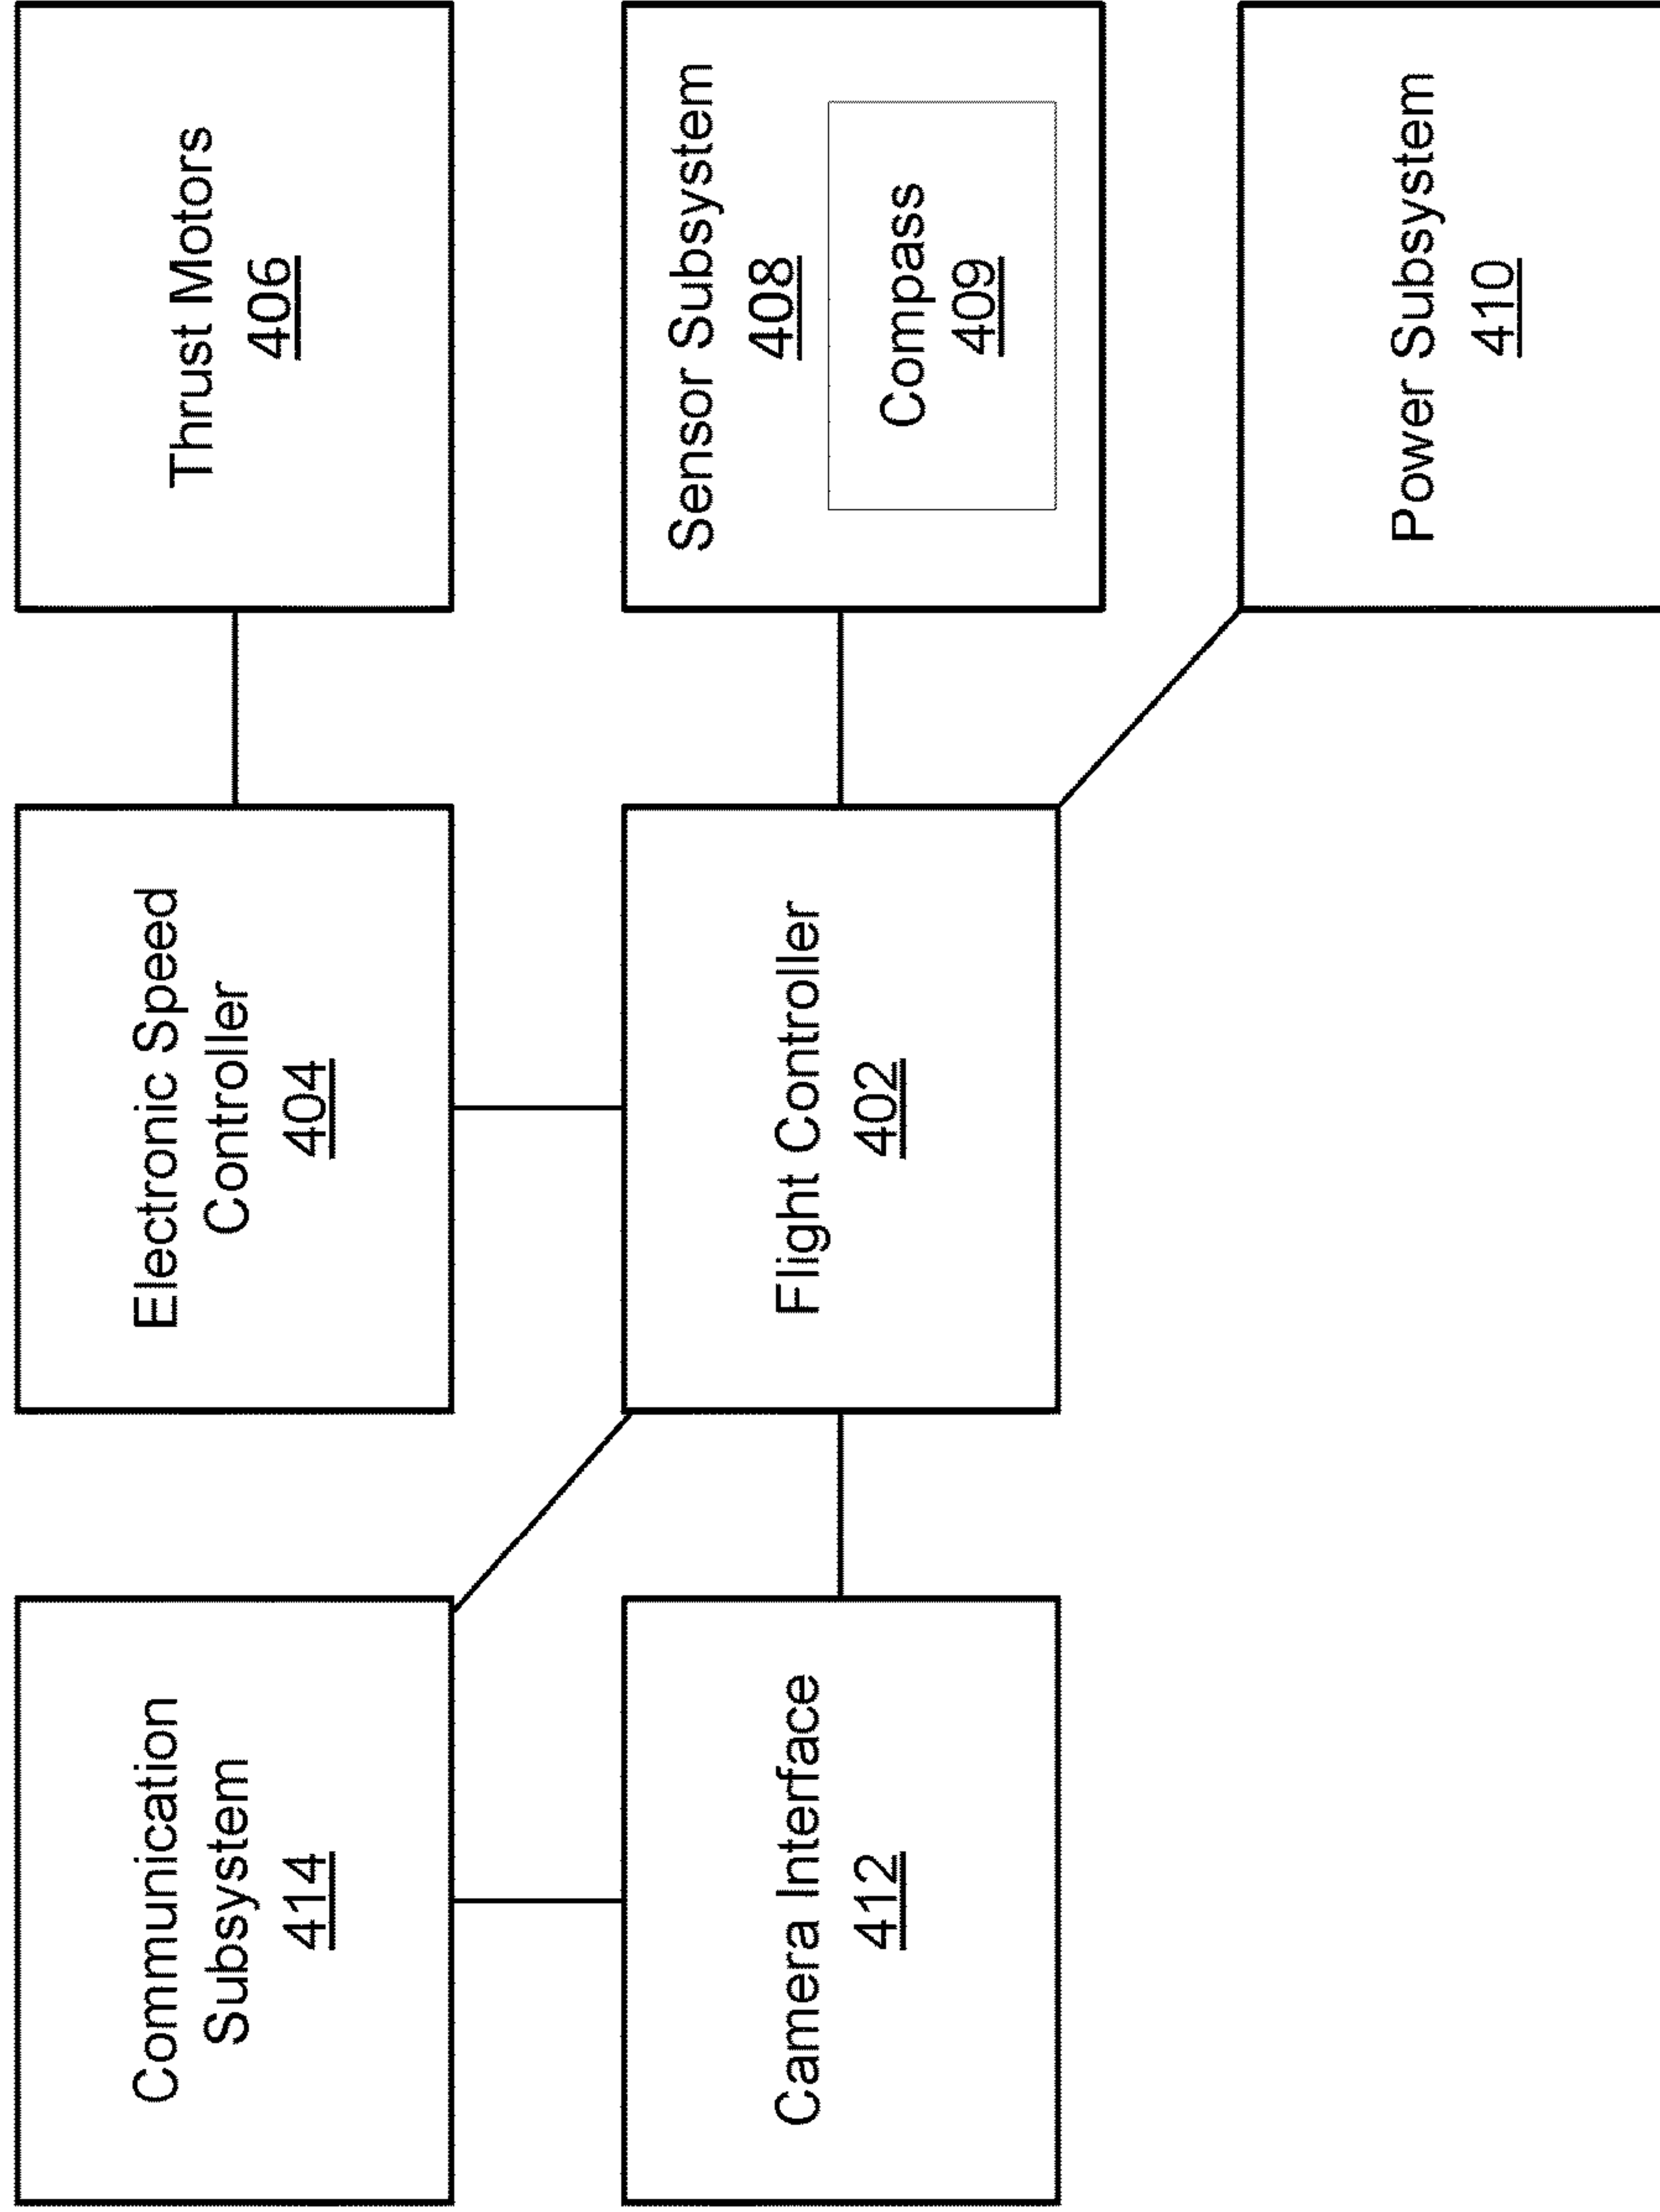 Communication
Subsystem
414
Electronic Speed
Controller
404
Thrust Motors
406
Camera Interface
412
Flight Controller
402
Sensor Subsystem
408
Compass
409
Power Subsystem
410